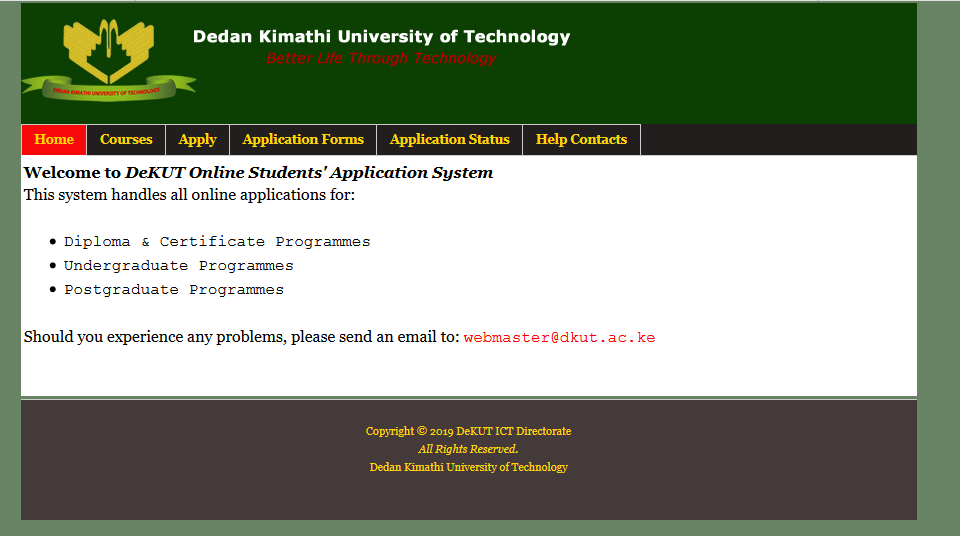 Dedan Kimathi University of Technology
Better Life Through Technology
DEDAN KIMATHI UNIVERSITY OF TECHNOLOGY
Home Courses Apply Application Forms Application Status Help Contacts
Welcome to DeKUT Online Students' Application System
This system handles all online applications for:
Diploma & Certificate Programmes
Undergraduate Programmes
Postgraduate Programmes
Should you experience any problems, please send an email to: webmaster@dkut.ac.ke
Copyright © 2019 DeKUT ICT Directorate
All Rights Reserved.
Dedan Kimathi University of Technology